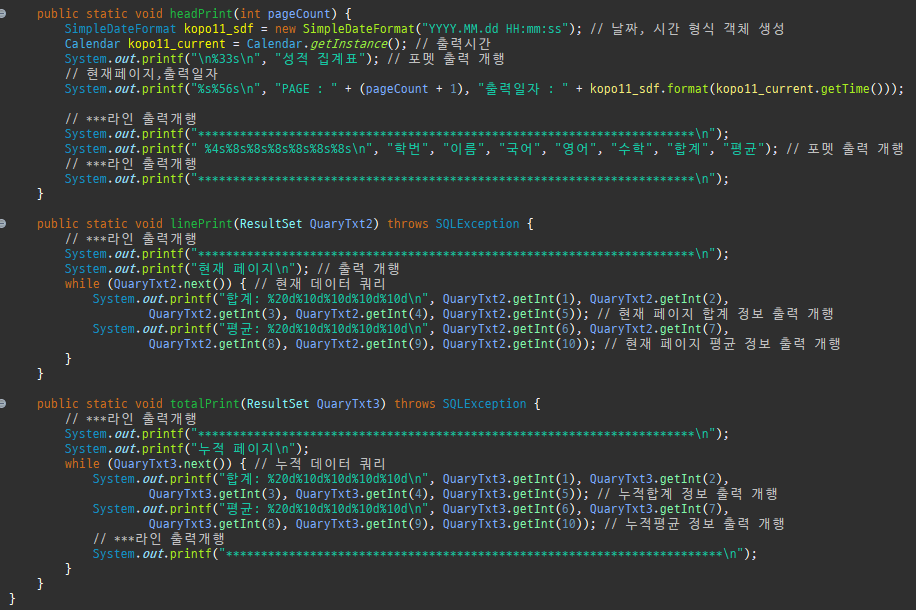 public static void headPrint(int pageCount) {
SimpleDateFormat kopo11_sdf = new SimpleDateFormat("YYYY.MM.dd HH:mm:ss"); // 날짜, 시간 형식 객체 생성
Calendar kopo11_current = Calendar.getInstance(); // 출력시간
System.out.printf("\n%33s\n", "성적 집계표"); // 포멧 출력 개행
// 현재페이지,출력일자
System.out.printf("%s%56s\n", "PAGE : " + (pageCount + 1), "출력일자 : " + kopo11_sdf.format(kopo11_current.getTime()));
// ***라인 출력개행
System.out.printf("***********************************************************************\n");
System.out.printf(" %4s%8s%8s%8s%8s%8s%8s\n", "학번", "이름", "국어", "영어", "수학", "합계", "평균"); // 포멧 출력 개행
// ***라인 출력개행
System.out.printf("***********************************************************************\n");
}
public static void linePrint(ResultSet QuaryTxt2) throws SQLException {
// ***라인 출력개행
System.out.printf("***********************************************************************\n");
System.out.printf("현재 페이지\n"); // 출력 개행
while (QuaryTxt2.next()) { // 현재 데이터 쿼리
System.out.printf("합계: %20d%10d%10d%10d%10d\n", QuaryTxt2.getInt(1), QuaryTxt2.getInt(2),
QuaryTxt2.getInt(3), QuaryTxt2.getInt(4), QuaryTxt2.getInt(5)); // 현재 페이지 합계 정보 출력 개행
System.out.printf("평균: %20d%10d%10d%10d%10d\n", QuaryTxt2.getInt(6), QuaryTxt2.getInt(7),
QuaryTxt2.getInt(8), QuaryTxt2.getInt(9), QuaryTxt2.getInt(10)); // 현재 페이지 평균 정보 출력 개행
}
}
public static void totalPrint(ResultSet QuaryTxt3) throws SQLException {
// ***라인 출력개행
System.out.printf("***********************************************************************\n");
System.out.printf("누적 페이지\n");
while (QuaryTxt3.next()) { // 누적 데이터 쿼리
System.out.printf("합계: %20d%10d%10d%10d%10d\n", QuaryTxt3.getInt(1), QuaryTxt3.getInt(2),
QuaryTxt3.getInt(3), QuaryTxt3.getInt(4), QuaryTxt3.getInt(5)); // 누적합계 정보 출력 개행
System.out.printf("평균: %20d%10d%10d%10d%10d\n", QuaryTxt3.getInt(6), QuaryTxt3.getInt(7),
QuaryTxt3.getInt(8), QuaryTxt3.getInt(9), QuaryTxt3.getInt(10)); // 누적평균 정보 출력 개행
// ***라인 출력개행
System.out.printf("***********************************************************************\n");
}
}
}